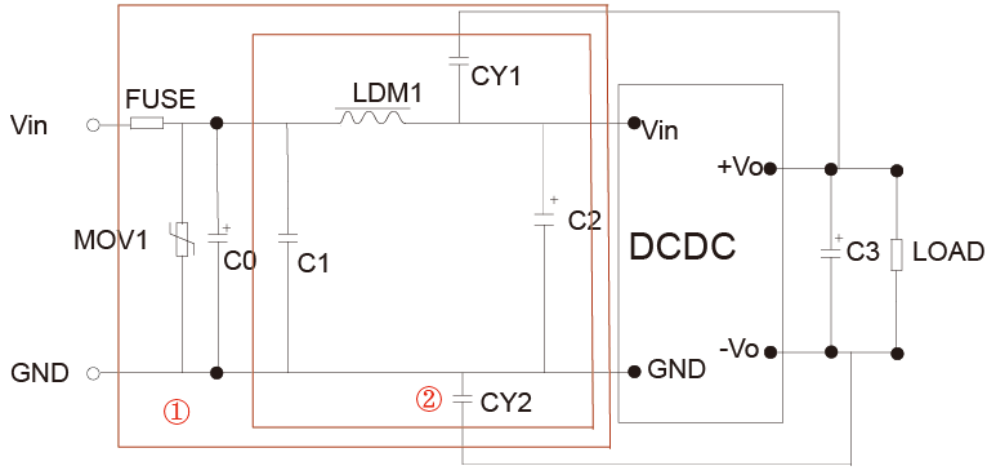 CY1
LDM1
FUSE
Vin
Vin
+Vo
MOV1
C0
C1
C2
DCDC
C3
LOAD
-Vo
GND
GND
①
②
CY2